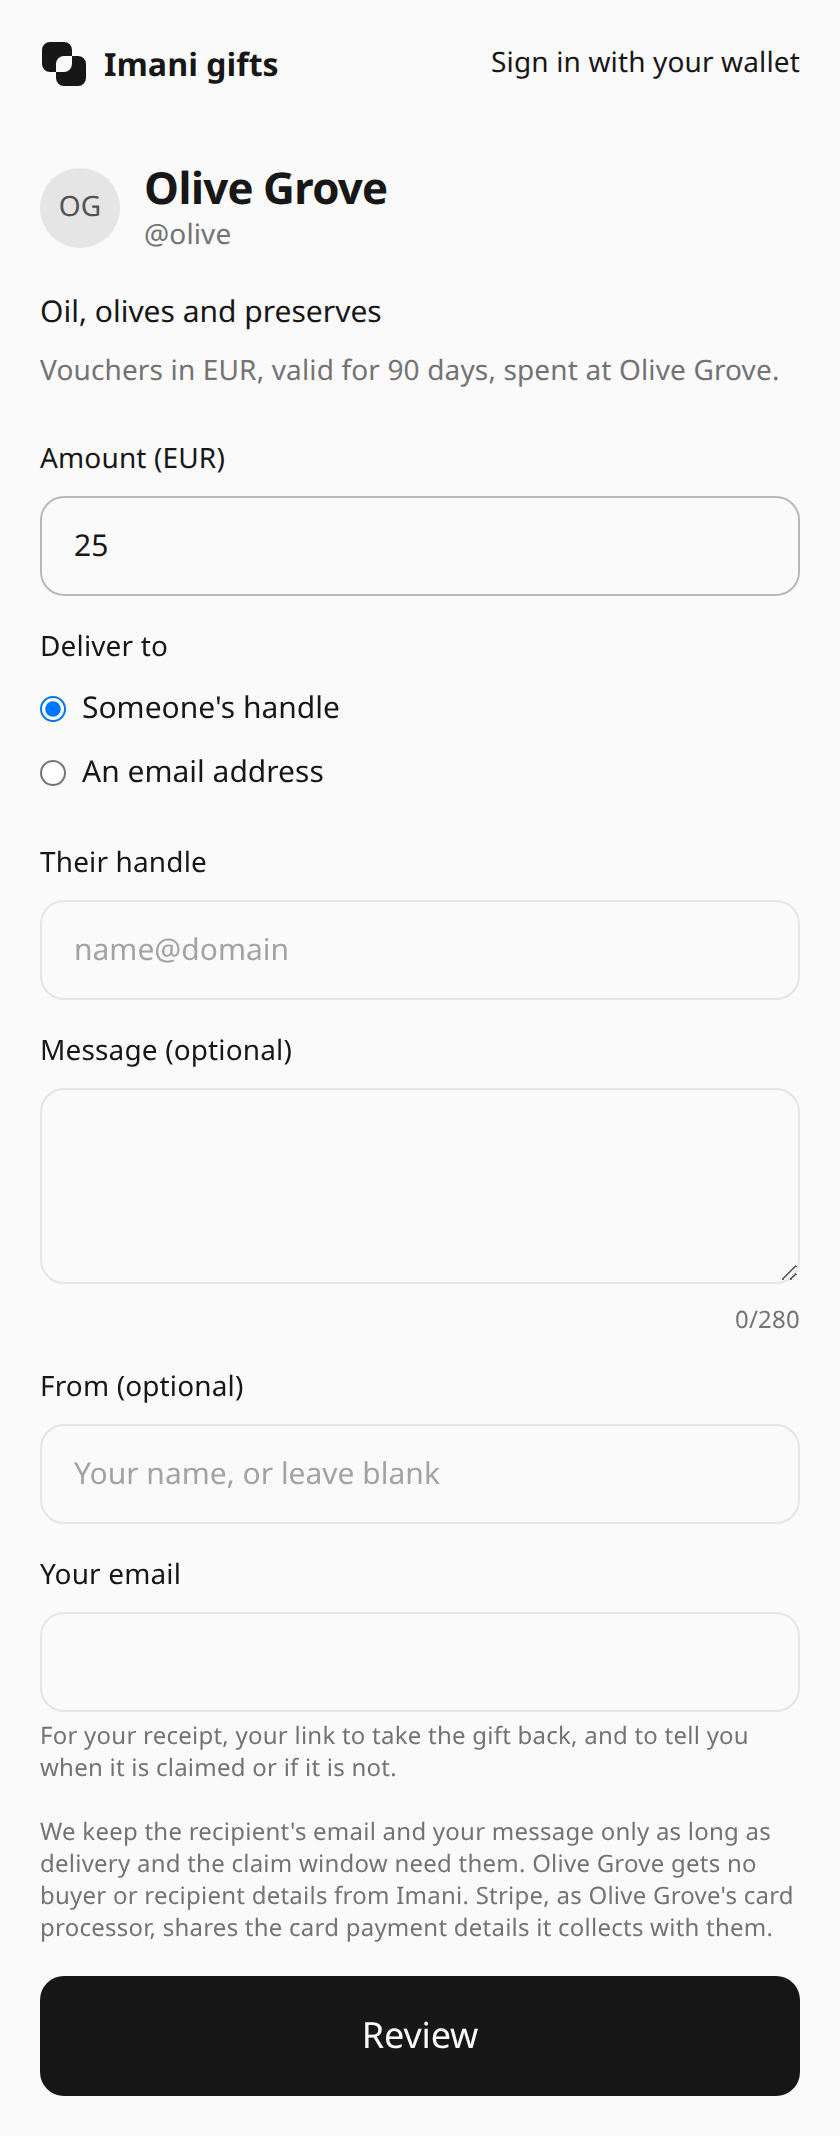 Imani gifts
Sign in with your wallet
OG
Olive Grove
@olive
Oil, olives and preserves
Vouchers in EUR, valid for 90 days, spent at Olive Grove.
Amount (EUR)
25
Deliver to
Someone's handle
An email address
Their handle
name@domain
Message (optional)
0/280
From (optional)
Your name, or leave blank
Your email
For your receipt, your link to take the gift back, and to tell you
when it is claimed or if it is not.
We keep the recipient's email and your message only as long as
delivery and the claim window need them. Olive Grove gets no
buyer or recipient details from Imani. Stripe, as Olive Grove's card
processor, shares the card payment details it collects with them.
Review